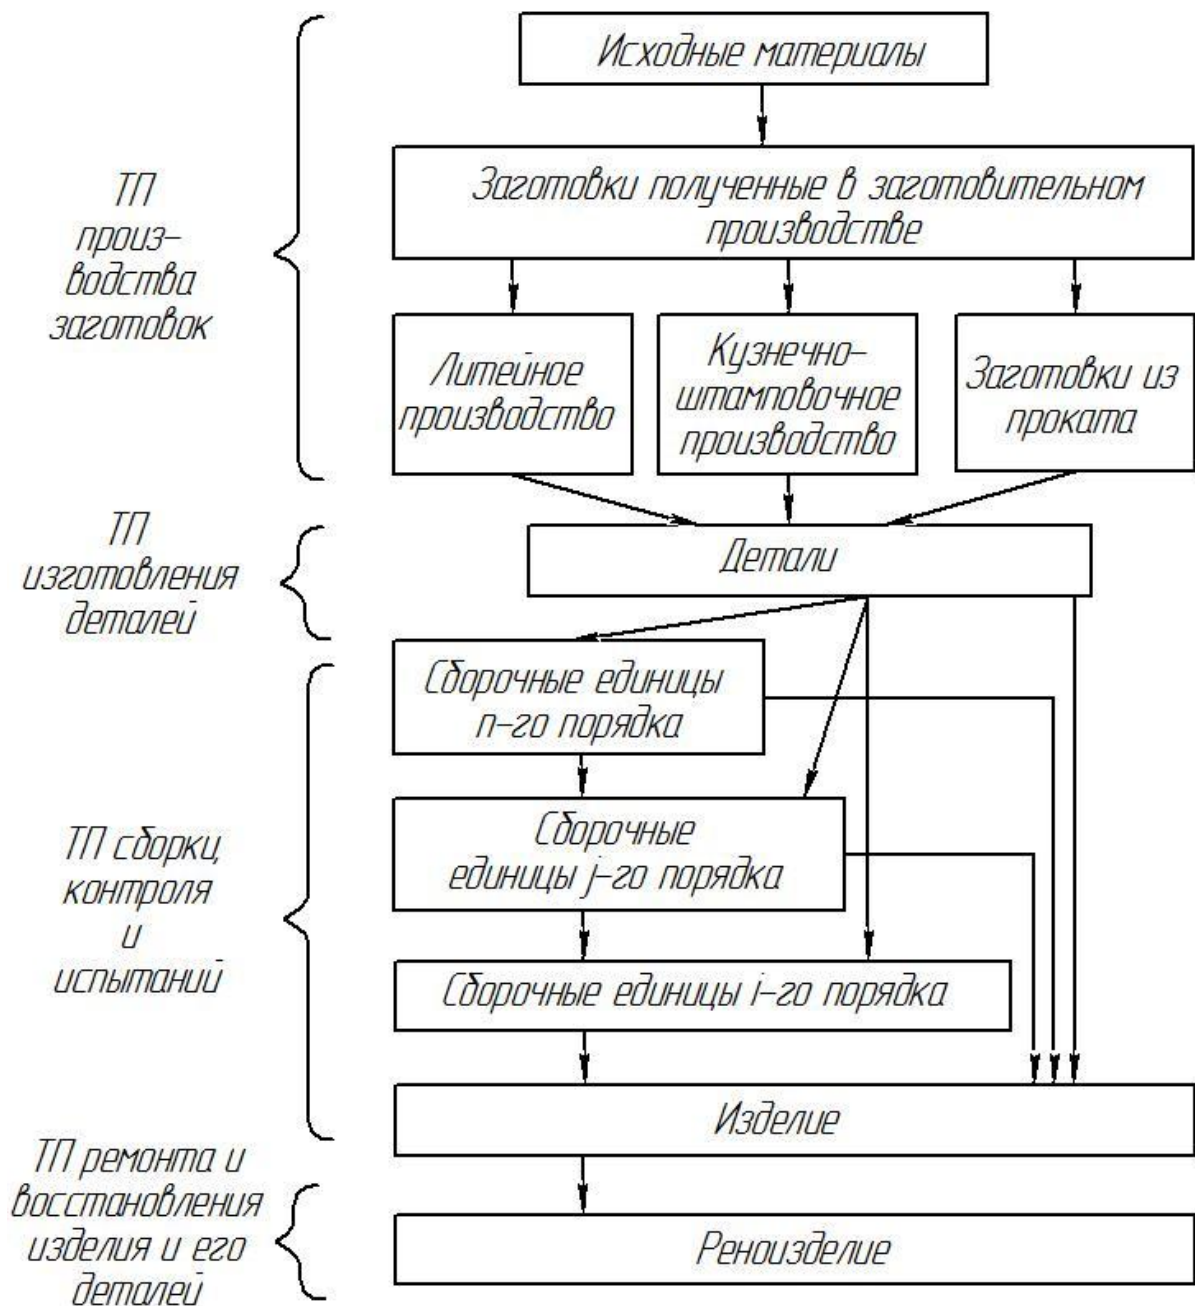 Исходные материалы
Заготовки полученные в заготовительном
производстве
ТП
произ-
водства
заготовок
Литейное
производство
Кузнечно-
штамповочное
производство
Заготовки из
проката
ТП
изготовления
деталей
Детали
Сборочные единицы
n-го порядка
Сборочные
единицы j-го порядка
Сборочные единицы i-го порядка
ТП сборки,
контроля
и
испытаний
Изделие
ТП ремонта и
восстановления
изделия и его
деталей
Реноизделие